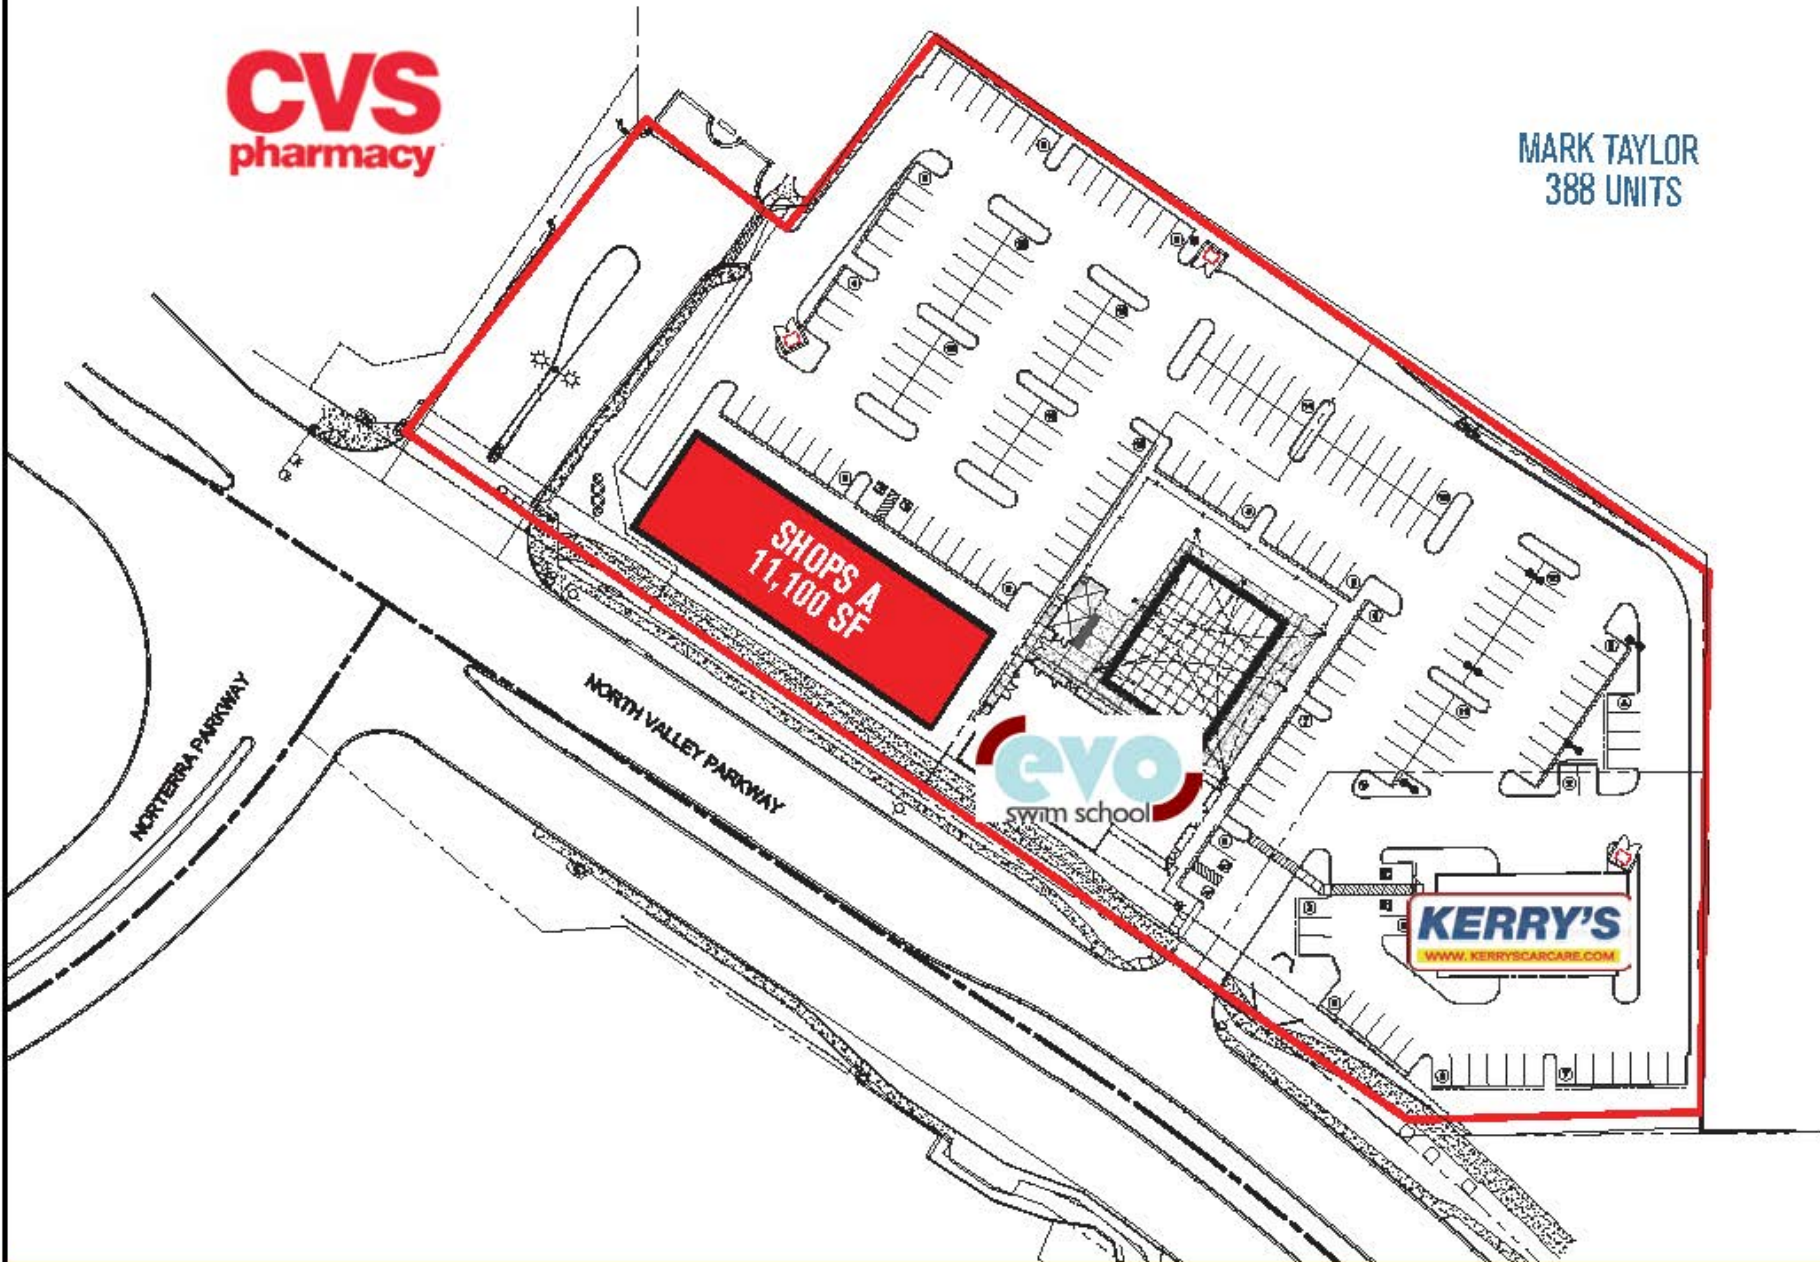 CVS
pharmacy
MARK TAYLOR
388 UNITS
SHOPS A
11,100 SF
NORTH VALLEY PARKWAY
NORTERRA PARKWAY
evo
swim school
KERRY'S
WWW. KERRYSCARCARE.COM